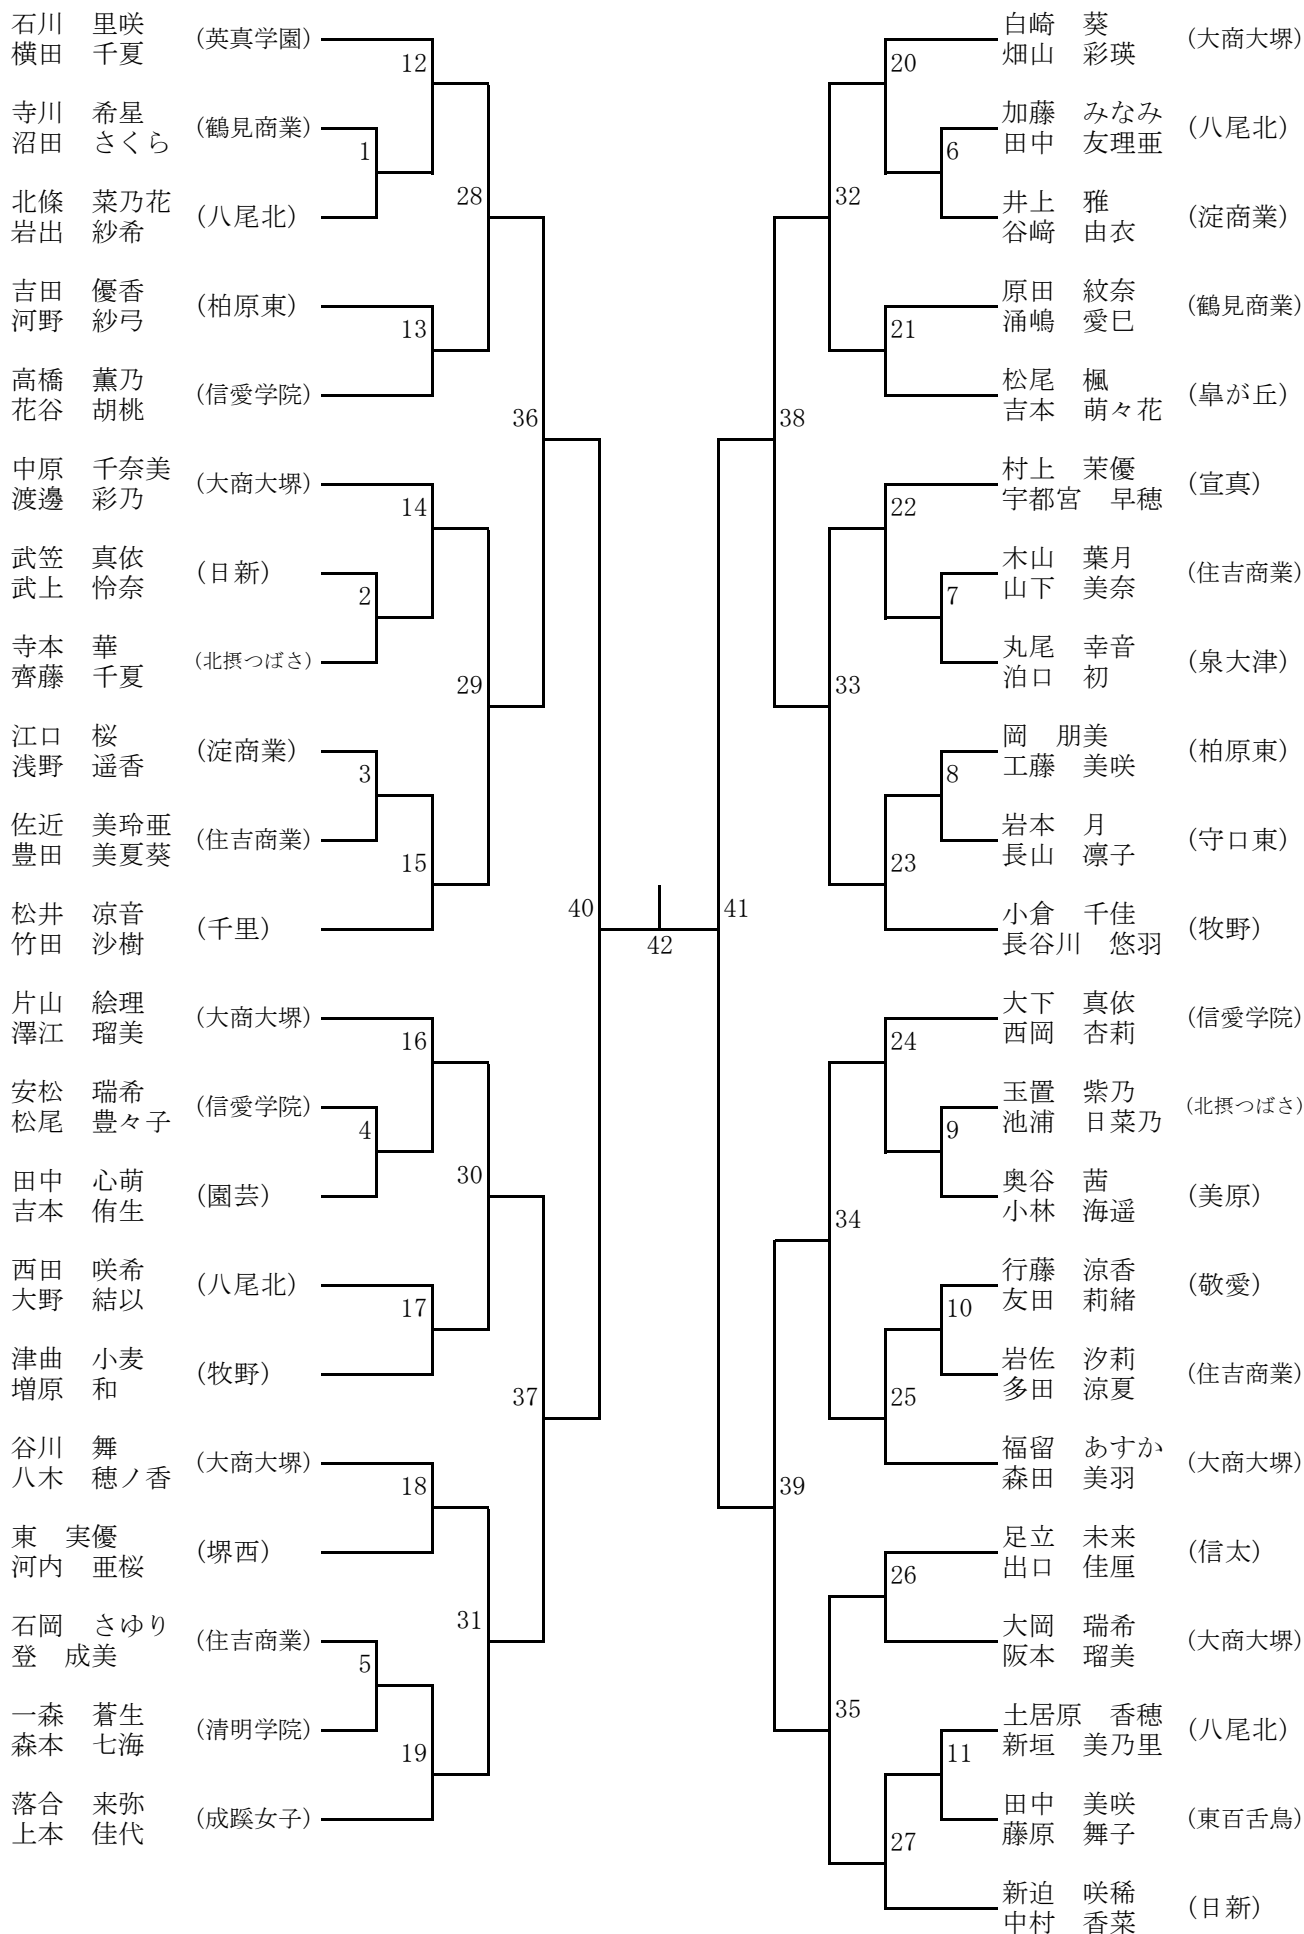 石川　里咲
横田　千夏
(英真学園)
寺川　希星
沼田　さくら
(鶴見商業)
北條　菜乃花
岩出　紗希
(八尾北)
吉田　優香
河野　紗弓
(柏原東)
高橋　薫乃
花谷　胡桃
(信愛学院)
中原　千奈美
渡邊　彩乃
(大商大堺)
武笠　真依
武上　怜奈
(日新)
寺本　華
齊藤　千夏
(北摂つばさ)
江口　桜
浅野　遥香
(淀商業)
佐近　美玲亜
豊田　美夏葵
(住吉商業)
松井　凉音
竹田　沙樹
(千里)
片山　絵理
澤江　瑠美
(大商大堺)
安松　瑞希
松尾　豊々子
(信愛学院)
田中　心萌
吉本　侑生
(園芸)
西田　咲希
大野　結以
(八尾北)
津曲　小麦
増原　和
(牧野)
谷川　舞
八木　穂ノ香
(大商大堺)
東　実優
河内　亜桜
(堺西)
石岡　さゆり
登　成美
(住吉商業)
一森　蒼生
森本　七海
(清明学院)
落合　来弥
上本　佳代
(成蹊女子)
12
1
28
13
36
14
2
29
3
15
40
16
4
30
17
37
18
31
5
19
42
41
20
6
32
21
38
22
7
33
8
23
24
9
34
10
25
39
26
35
11
27
白崎　葵
畑山　彩瑛
(大商大堺)
加藤　みなみ
田中　友理亜
(八尾北)
井上　雅
谷﨑　由衣
(淀商業)
原田　紋奈
涌嶋　愛巳
(鶴見商業)
松尾　楓
吉本　萌々花
(皐が丘)
村上　茉優
宇都宮　早穂
(宣真)
木山　葉月
山下　美奈
(住吉商業)
丸尾　幸音
泊口　初
(泉大津)
岡　朋美
工藤　美咲
(柏原東)
岩本　月
長山　凛子
(守口東)
小倉　千佳
長谷川　悠羽
(牧野)
大下　真依
西岡　杏莉
(信愛学院)
玉置　紫乃
池浦　日菜乃
(北摂つばさ)
奥谷　茜
小林　海遥
(美原)
行藤　涼香
友田　莉緒
(敬愛)
岩佐　汐莉
多田　涼夏
(住吉商業)
福留　あすか
森田　美羽
(大商大堺)
足立　未来
出口　佳厘
(信太)
大岡　瑞希
阪本　瑠美
(大商大堺)
土居原　香穂
新垣　美乃里
(八尾北)
田中　美咲
藤原　舞子
(東百舌鳥)
新迫　咲稀
中村　香菜
(日新)